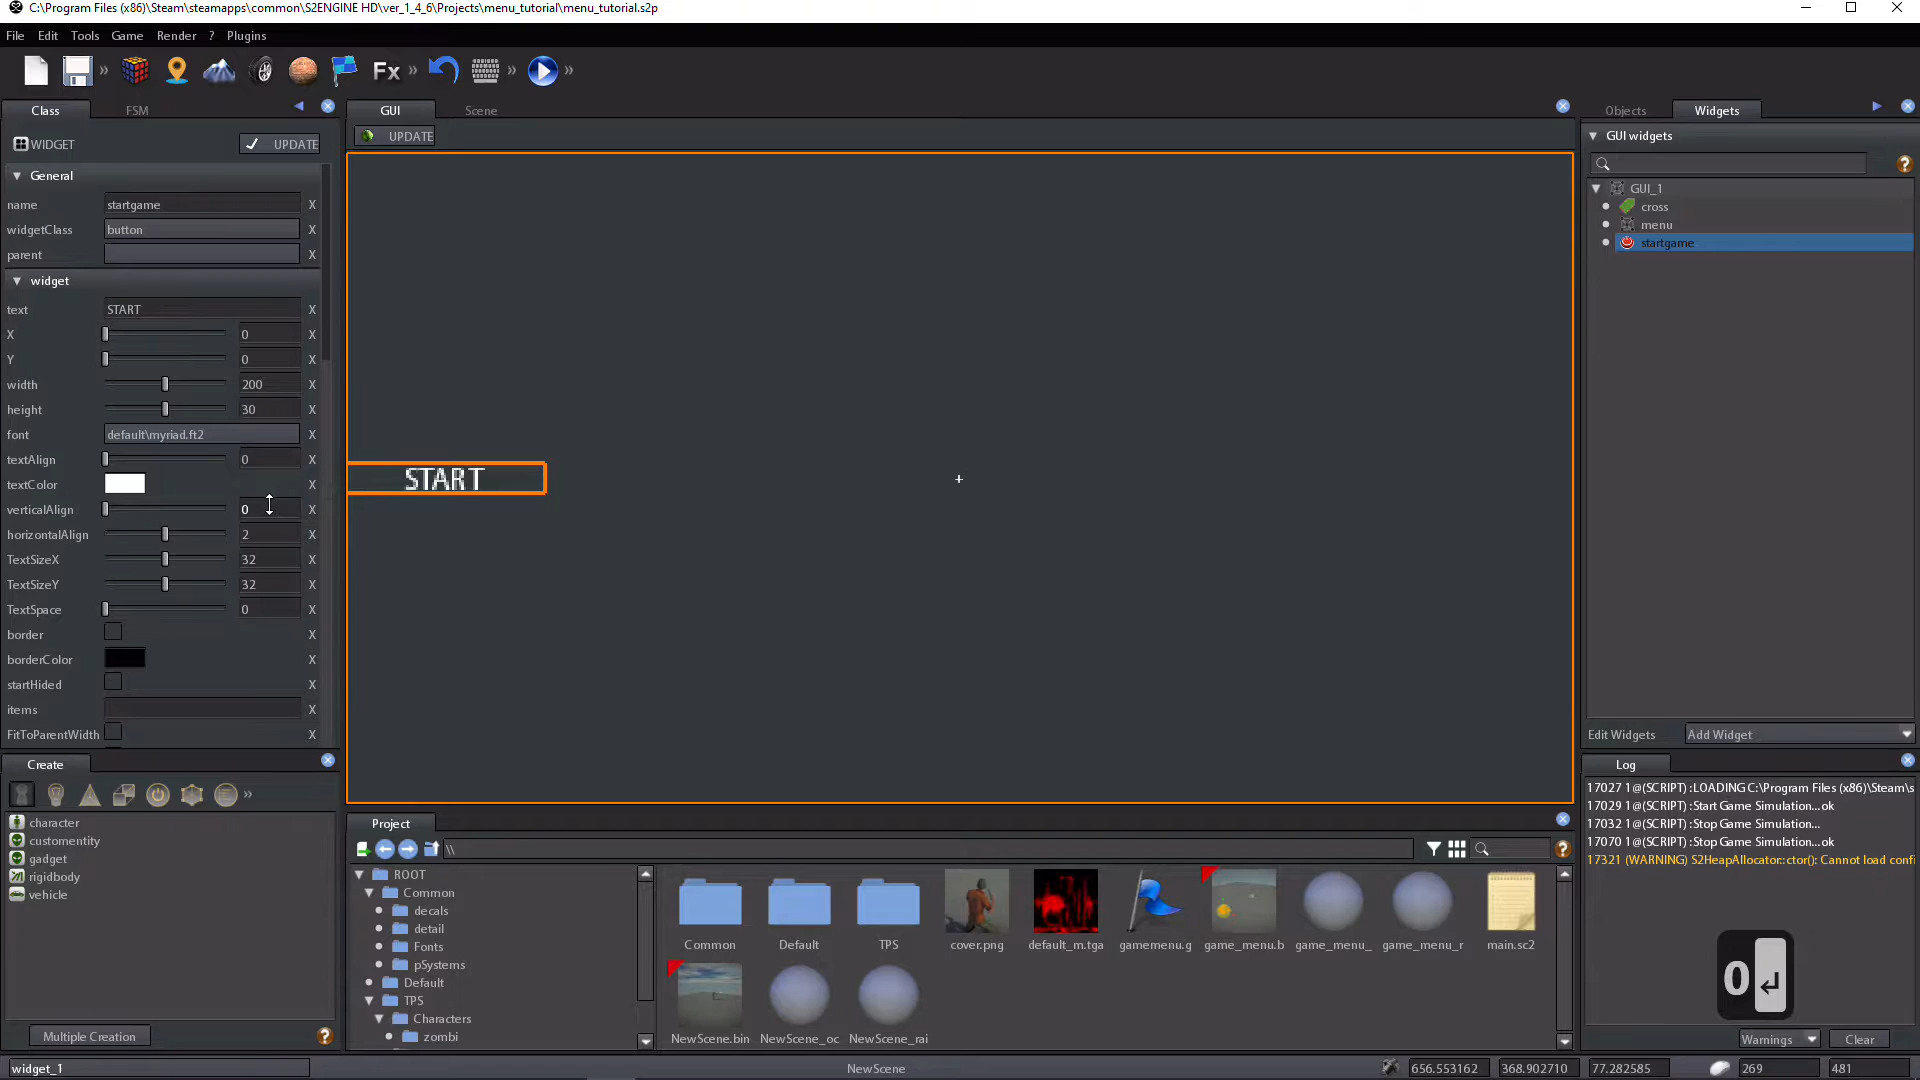 C:\Program Files (x86)\Steam\steamapps\common\S2ENGINE HD\ver_1_4_6\Projects\menu_tutorial\menu_tutorial.s2p
File Edit Tools Game Render ? Plugins
Fx
Class FSM
WIDGET UPDATE
General
name startgame X
widgetClass button X
parent X
widget
text START X
X 0 X
Y 0 X
width 200 X
height 30 X
font default\myriad.ft2 X
textAlign 0 X
textColor X
verticalAlign 0 X
horizontalAlign 2 X
TextSizeX 32 X
TextSizeY 32 X
TextSpace 0 X
border X
borderColor X
startHided X
items X
FitToParentWidth X
Create
character
customentity
gadget
rigidbody
vehicle
Multiple Creation
widget_1
GUI Scene
UPDATE
START
Project
\\
ROOT
Common
decals
detail
Fonts
pSystems
Default
TPS
Characters
zombi
Common Default TPS cover.png default_m.tga gamemenu.g game_menu.b game_menu_ game_menu_r main.sc2
NewScene.bin NewScene_oc NewScene_rai
NewScene
Objects Widgets
GUI widgets
GUI_1
cross
menu
startgame
Edit Widgets Add Widget
Log
17027 1@(SCRIPT) :LOADING C:\Program Files (x86)\Steam\s
17029 1@(SCRIPT) :Start Game Simulation...ok
17032 1@(SCRIPT) :Stop Game Simulation...
17070 1@(SCRIPT) :Stop Game Simulation...ok
17321 (WARNING) S2HeapAllocator::ctor(): Cannot load confi
0
Warnings Clear
656.553162 368.902710 77.282585 269 481